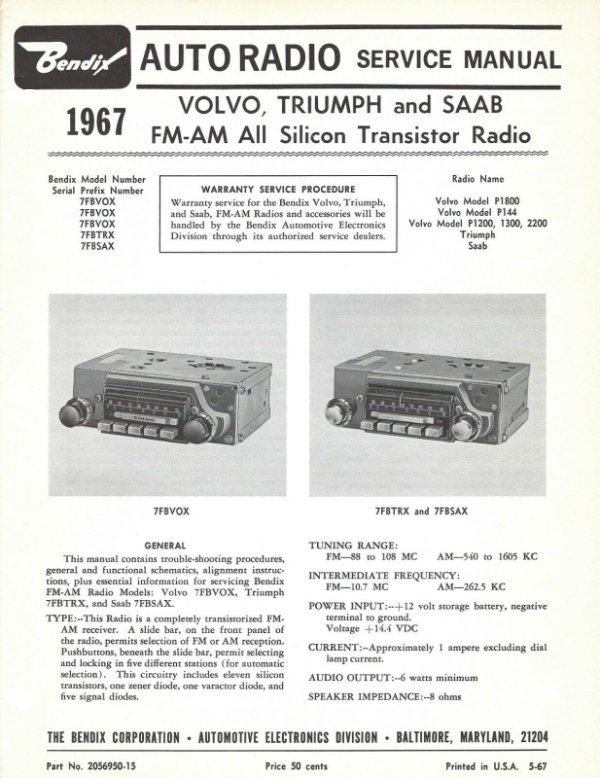 Bendix
AUTO RADIO SERVICE MANUAL
1967
VOLVO, TRIUMPH and SAAB
FM-AM All Silicon Transistor Radio
Bendix Model Number
Serial Prefix Number
7FBVOX
7FBVOX
7FBVOX
7FBTRX
7FBSAX
WARRANTY SERVICE PROCEDURE
Warranty service for the Bendix Volvo, Triumph,
and Saab, FM-AM Radios and accessories will be
handled by the Bendix Automotive Electronics
Division through its authorized service dealers.
Radio Name
Volvo Model P1800
Volvo Model P144
Volvo Model P1200, 1300, 2200
Triumph
Saab
7FBVOX
7FBTRX and 7FBSAX
GENERAL
This manual contains trouble-shooting procedures,
general and functional schematics, alignment instruc-
tions, plus essential information for servicing Bendix
FM-AM Radio Models: Volvo 7FBVOX, Triumph
7FBTRX, and Saab 7FBSAX.
TYPE:--This Radio is a completely transistorized FM-
AM receiver. A slide bar, on the front panel of
the radio, permits selection of FM or AM reception.
Pushbuttons, beneath the slide bar, permit selecting
and locking in five different stations (for automatic
selection). This circuitry includes eleven silicon
transistors, one zener diode, one varactor diode, and
five signal diodes.
TUNING RANGE:
FM—88 to 108 MC AM—540 to 1605 KC
INTERMEDIATE FREQUENCY:
FM—10.7 MC AM—262.5 KC
POWER INPUT:--+12 volt storage battery, negative
terminal to ground.
Voltage +14.4 VDC
CURRENT:--Approximately 1 ampere excluding dial
lamp current.
AUDIO OUTPUT:--6 watts minimum
SPEAKER IMPEDANCE:--8 ohms
THE BENDIX CORPORATION • AUTOMOTIVE ELECTRONICS DIVISION • BALTIMORE, MARYLAND, 21204
Part No. 2056950-15 Price 50 cents Printed in U.S.A. 5-67